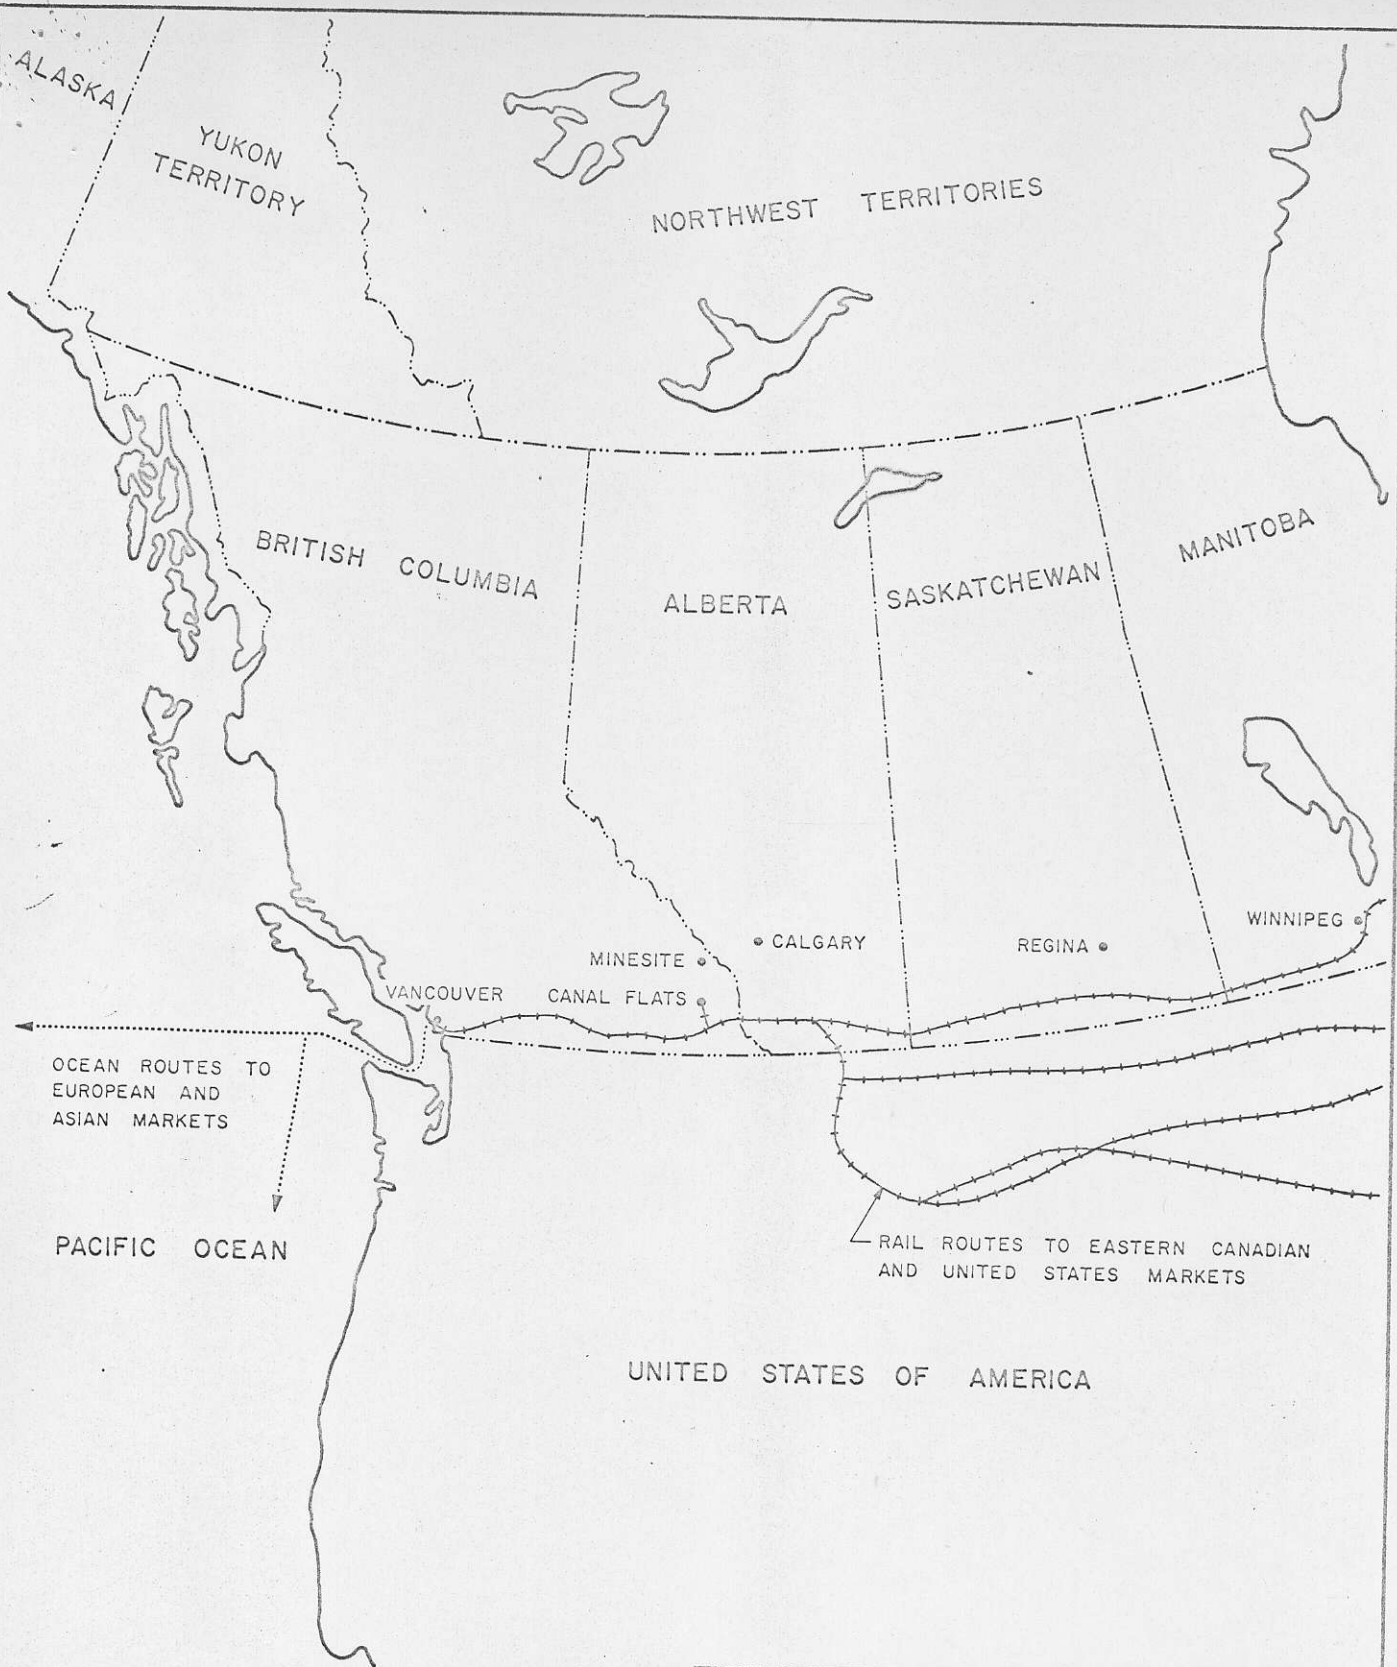 ALASKA
YUKON
TERRITORY
NORTHWEST TERRITORIES
BRITISH COLUMBIA
ALBERTA
SASKATCHEWAN
MANITOBA
WINNIPEG
CALGARY
REGINA
MINESITE
VANCOUVER
CANAL FLATS
OCEAN ROUTES TO
EUROPEAN AND
ASIAN MARKETS
PACIFIC OCEAN
RAIL ROUTES TO EASTERN CANADIAN
AND UNITED STATES MARKETS
UNITED STATES OF AMERICA